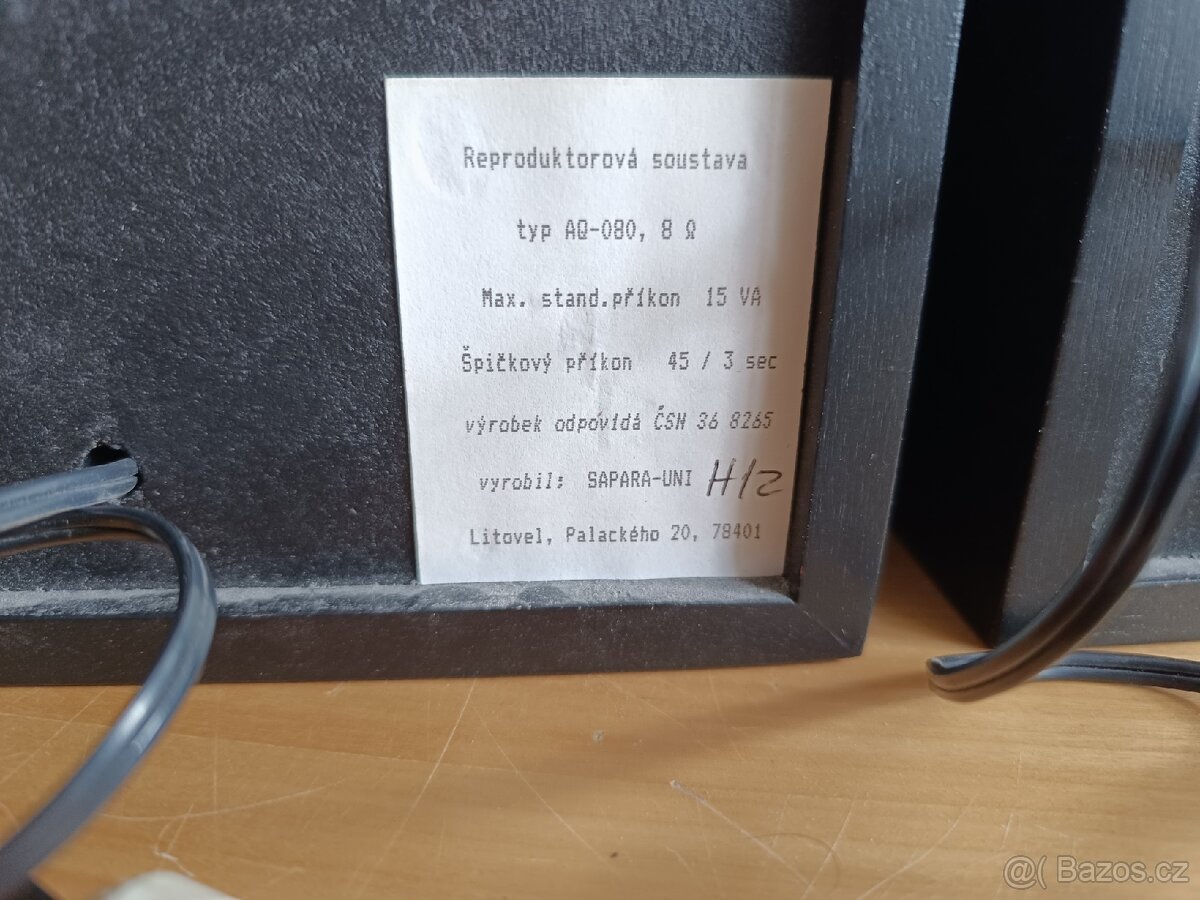 Reproduktorová soustava
typ AQ-080, 8 Ω
Max. stand.příkon 15 VA
Špičkový příkon 45 / 3 sec
výrobek odpovídá ČSN 36 8265
vyrobil: SAPARA-UNI H12
Litovel, Palackého 20, 78401
@( Bazos.cz